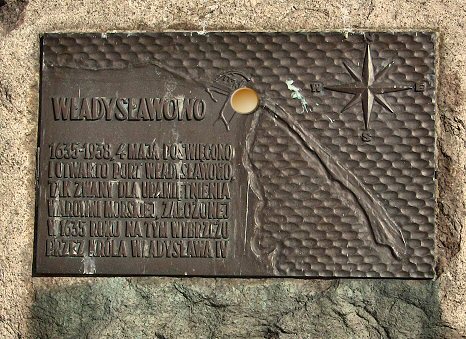 WŁADYSŁAWOWO
1635-1938, 4 MAJA POŚWIĘCONO
I OTWARTO PORT WŁADYSŁAWOWO,
TAK ZWANY DLA UPAMIĘTNIENIA
WAROWNI MORSKIEJ, ZAŁOŻONEJ
W 1635 ROKU NA TYM WYBRZEŻU
PRZEZ KRÓLA WŁADYSŁAWA IV
N
W
E
S